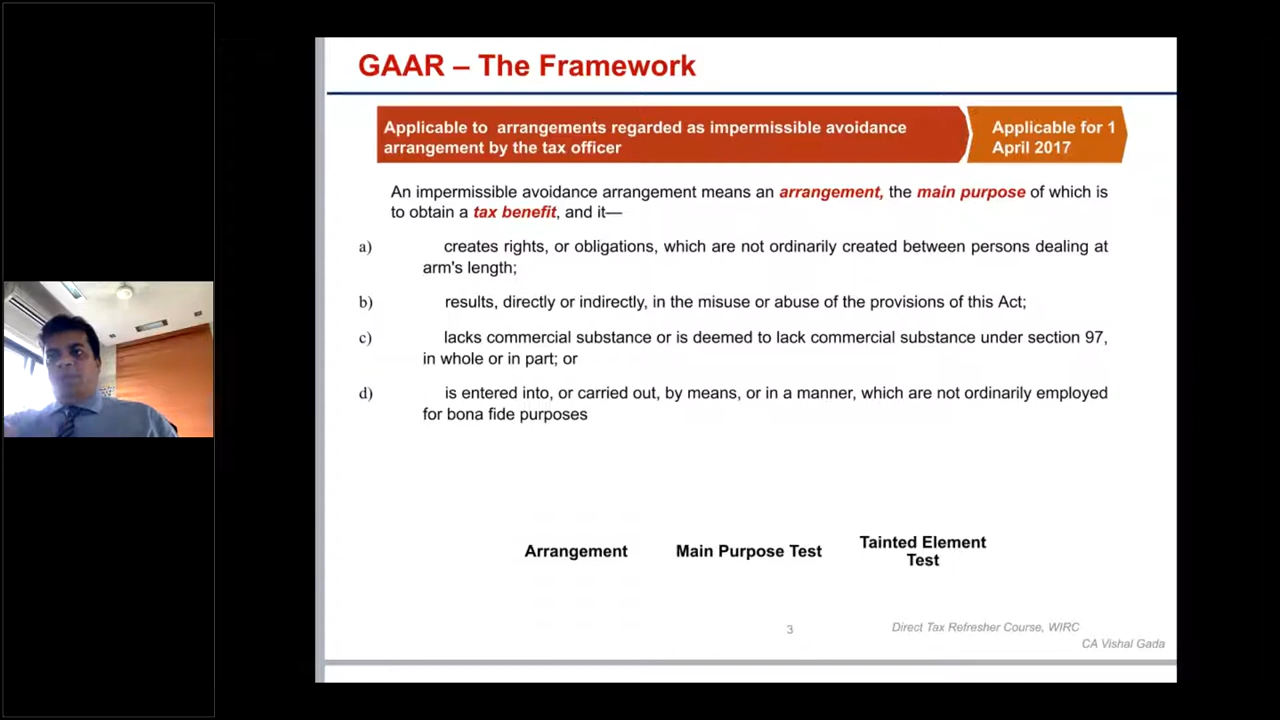 GAAR – The Framework
Applicable to arrangements regarded as impermissible avoidance
arrangement by the tax officer
Applicable for 1
April 2017
An impermissible avoidance arrangement means an arrangement, the main purpose of which is
to obtain a tax benefit, and it—
a) creates rights, or obligations, which are not ordinarily created between persons dealing at
arm's length;
b) results, directly or indirectly, in the misuse or abuse of the provisions of this Act;
c) lacks commercial substance or is deemed to lack commercial substance under section 97,
in whole or in part; or
d) is entered into, or carried out, by means, or in a manner, which are not ordinarily employed
for bona fide purposes
Arrangement
Main Purpose Test
Tainted Element
Test
3
Direct Tax Refresher Course, WIRC
CA Vishal Gada